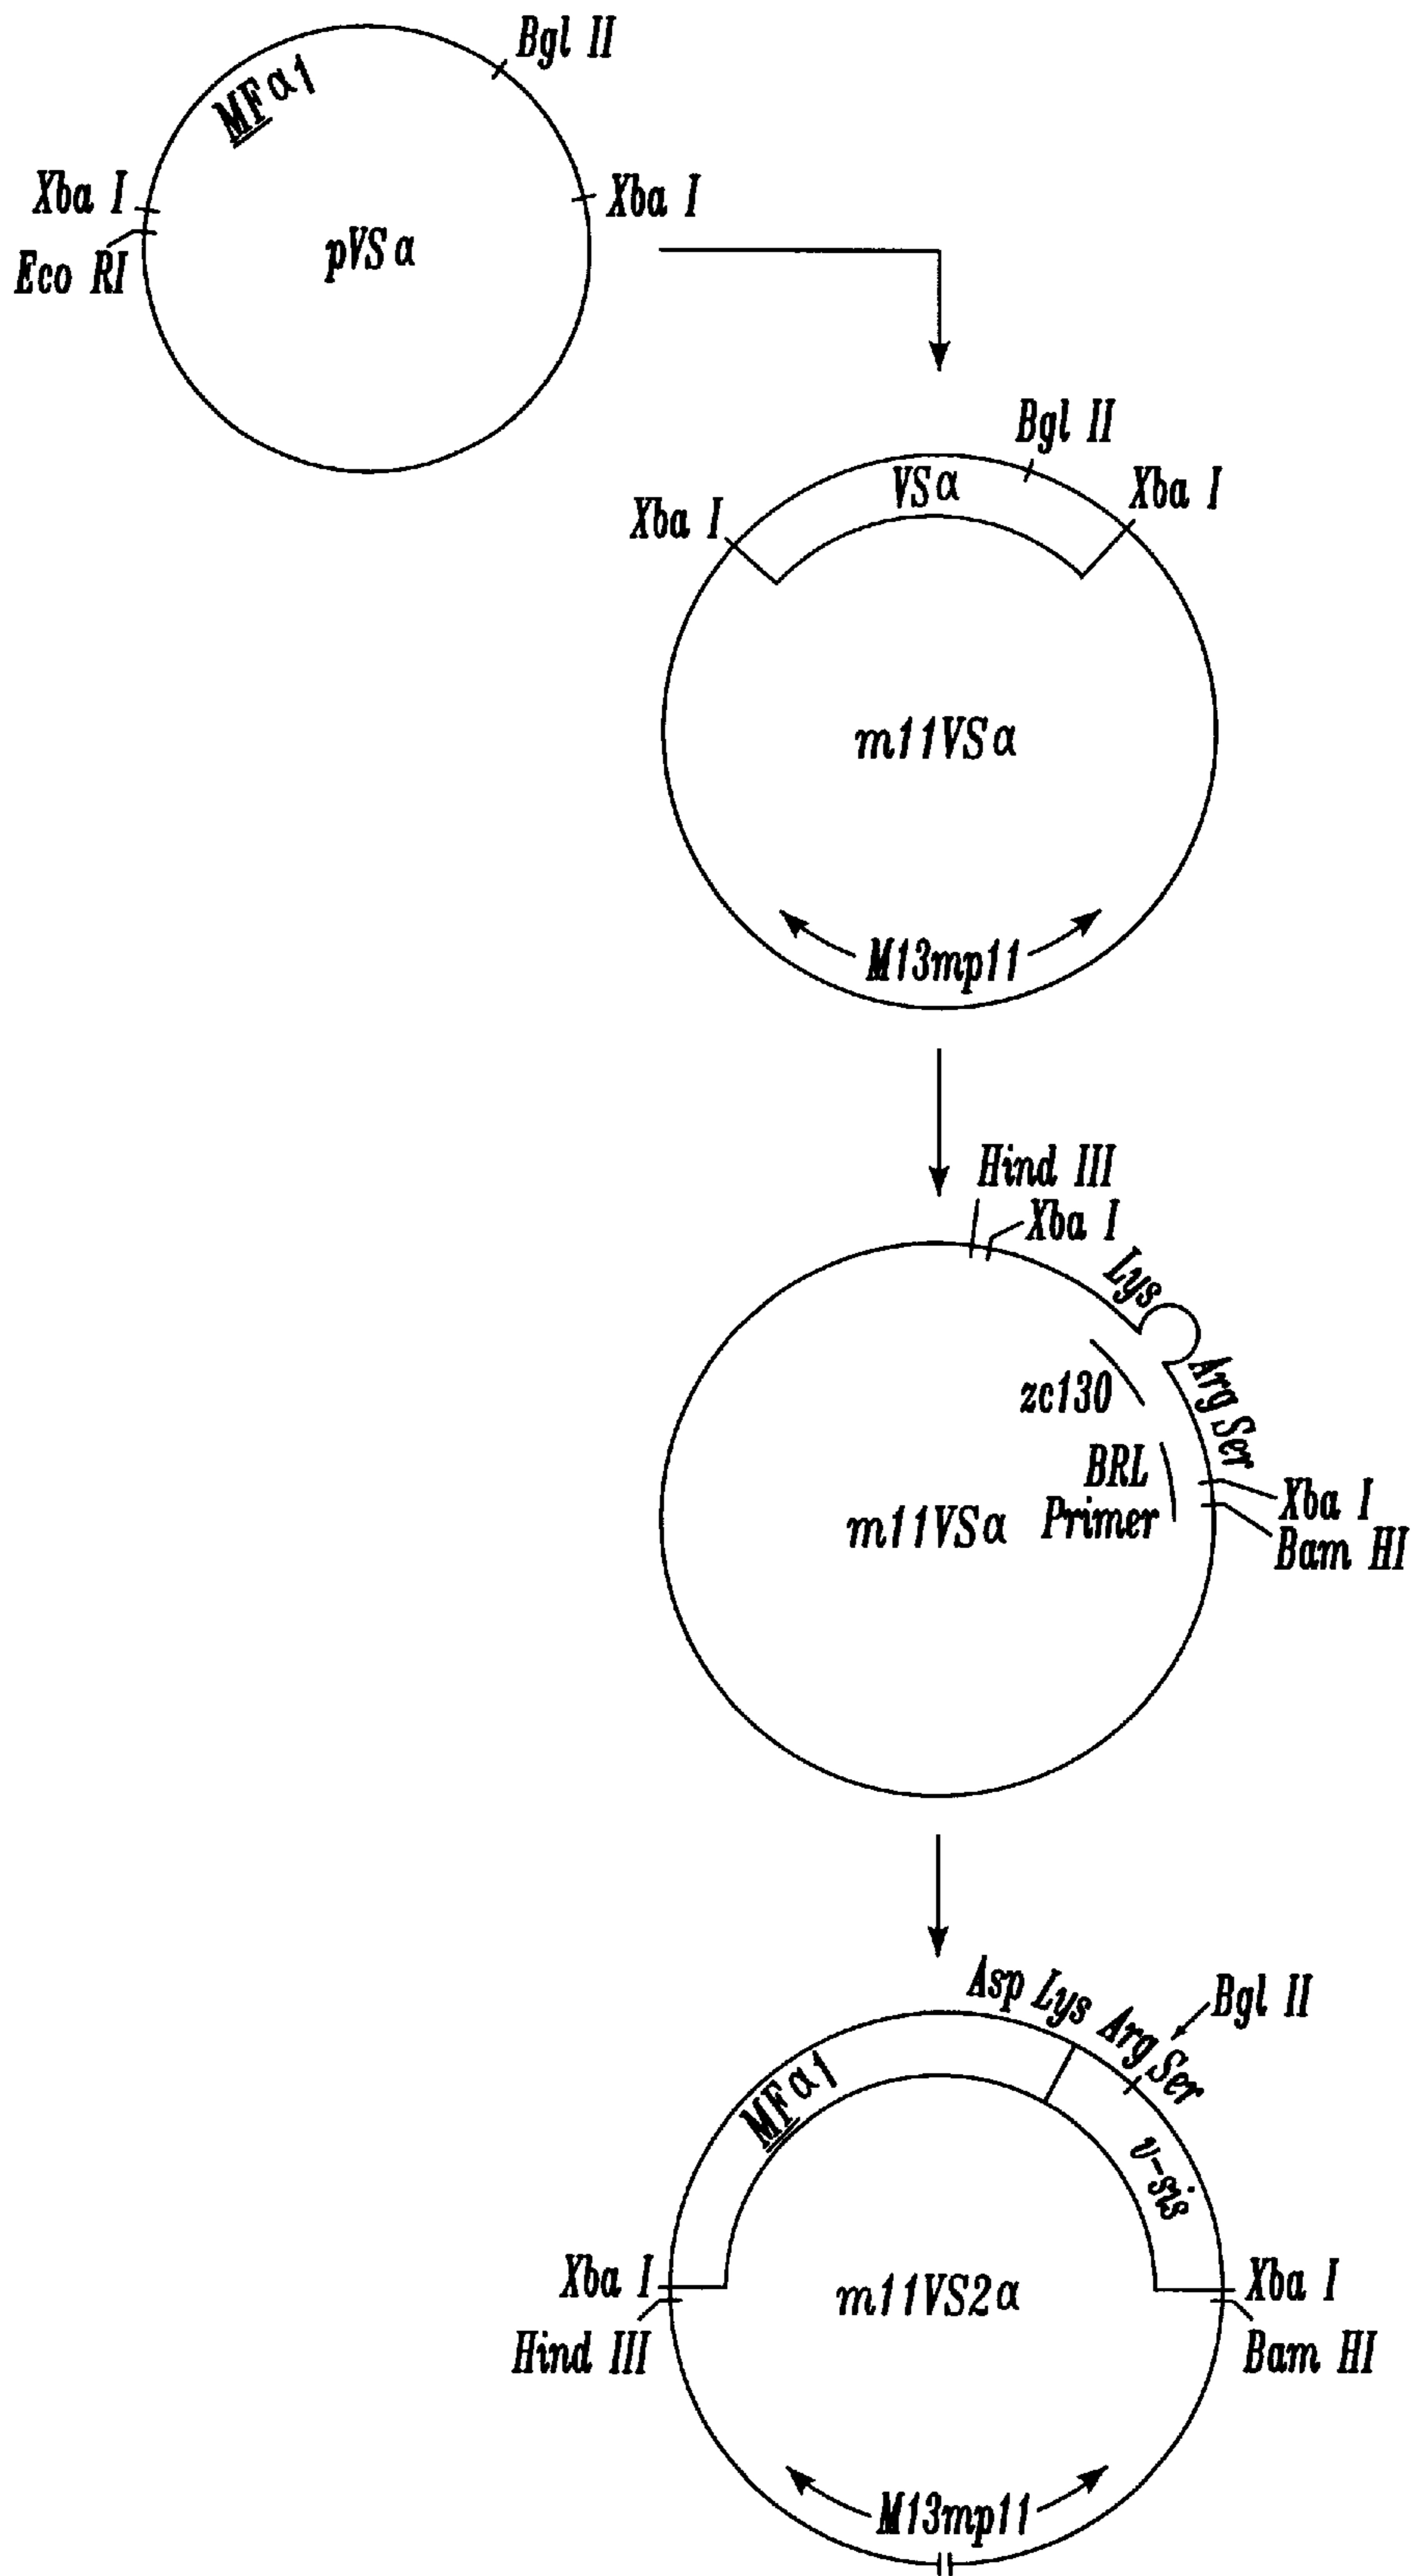 Bgl II
MFα1
Xba I
Xba I
Eco RI
pVSα
Bgl II
VSα
Xba I
Xba I
m11VSα
M13mp11
Hind III
Xba I
Lys
Arg Ser
zc130
BRL
Primer
Xba I
Bam HI
m11VSα
Asp Lys Arg Ser
Bgl II
MFα1
υ-sis
Xba I
Xba I
Hind III
Bam HI
m11VS2α
M13mp11